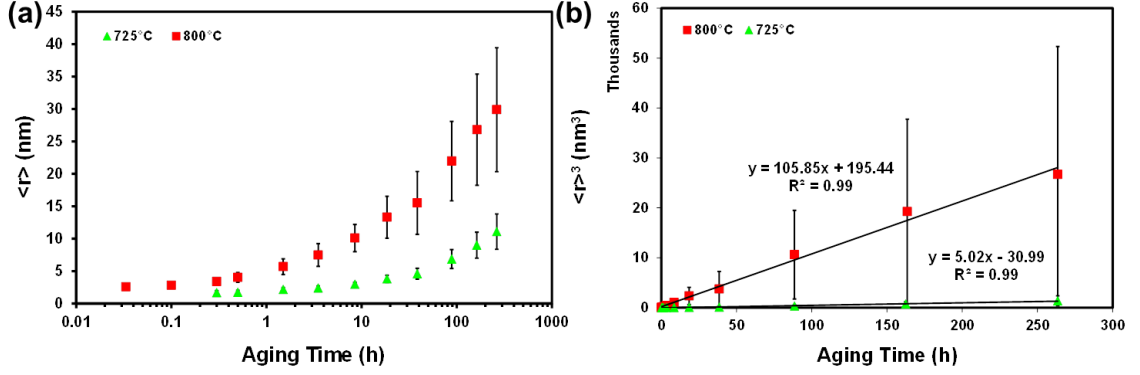 (a)
45
40
35
30
25
20
15
10
5
0
<r> (nm)
725°C
800°C
0.01
0.1
1
10
100
1000
Aging Time (h)
(b)
Thousands
60
50
40
30
20
10
0
<r>³ (nm³)
800°C
725°C
y = 105.85x + 195.44
R² = 0.99
y = 5.02x - 30.99
R² = 0.99
0
50
100
150
200
250
300
Aging Time (h)